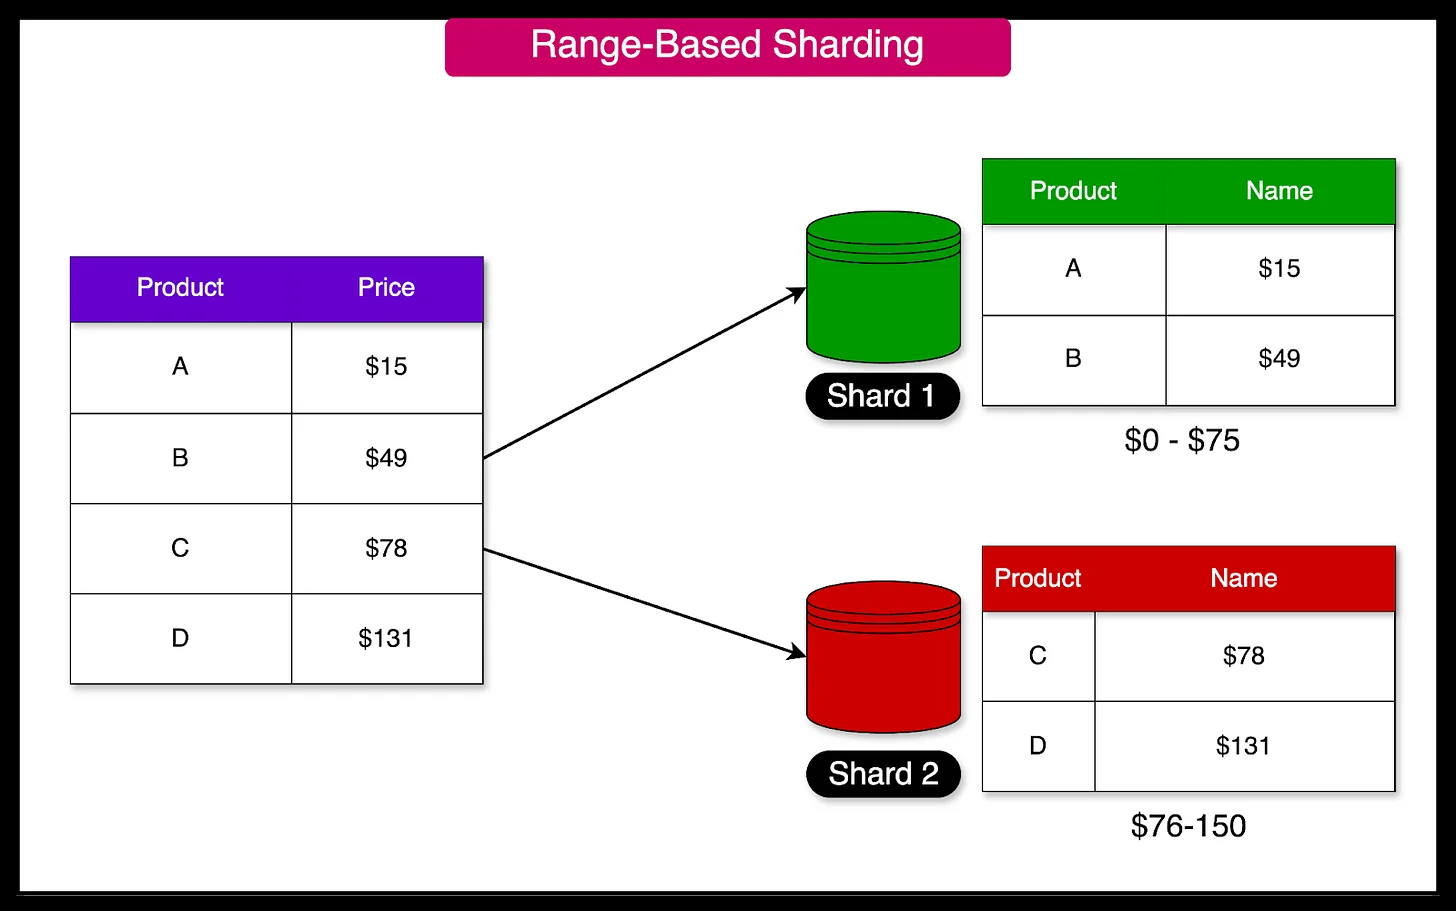 Range-Based Sharding
Product Price
A $15
B $49
C $78
D $131
Shard 1
Product Name
A $15
B $49
$0 - $75
Shard 2
Product Name
C $78
D $131
$76-150